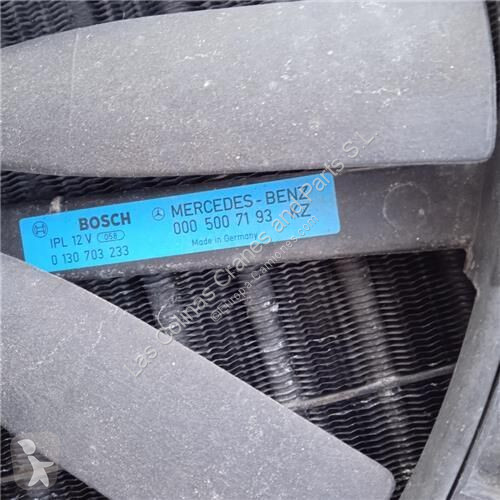 BOSCH
IPL 12 V 058
0 130 703 233
MERCEDES-BENZ
000 500 71 93 KZ
Made in Germany
Las Colinas Cranes and Parts S.L.